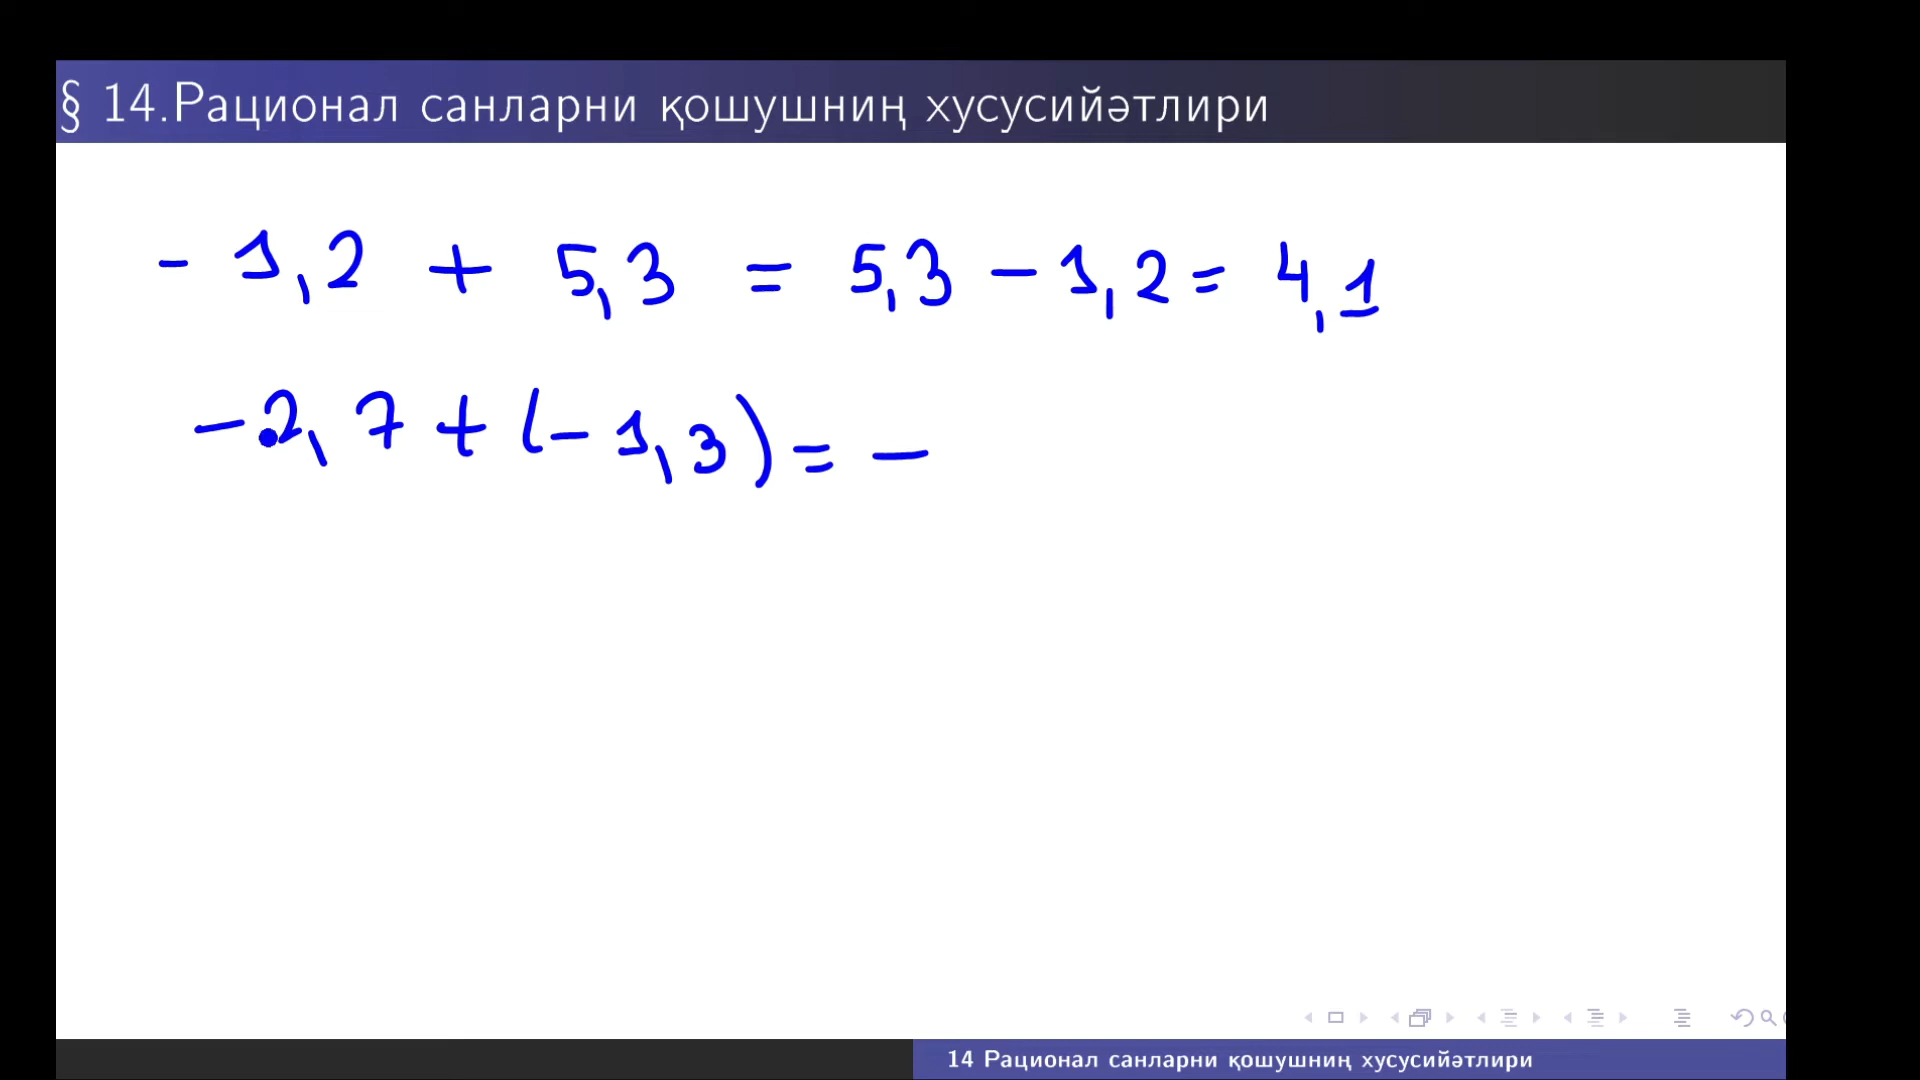 § 14.Рационал санларни қошушниң хусусийәтлири
- 1,2 + 5,3 = 5,3 - 1,2 = 4,1
-2,7 + (-1,3) = -
14 Рационал санларни қошушниң хусусийәтлири